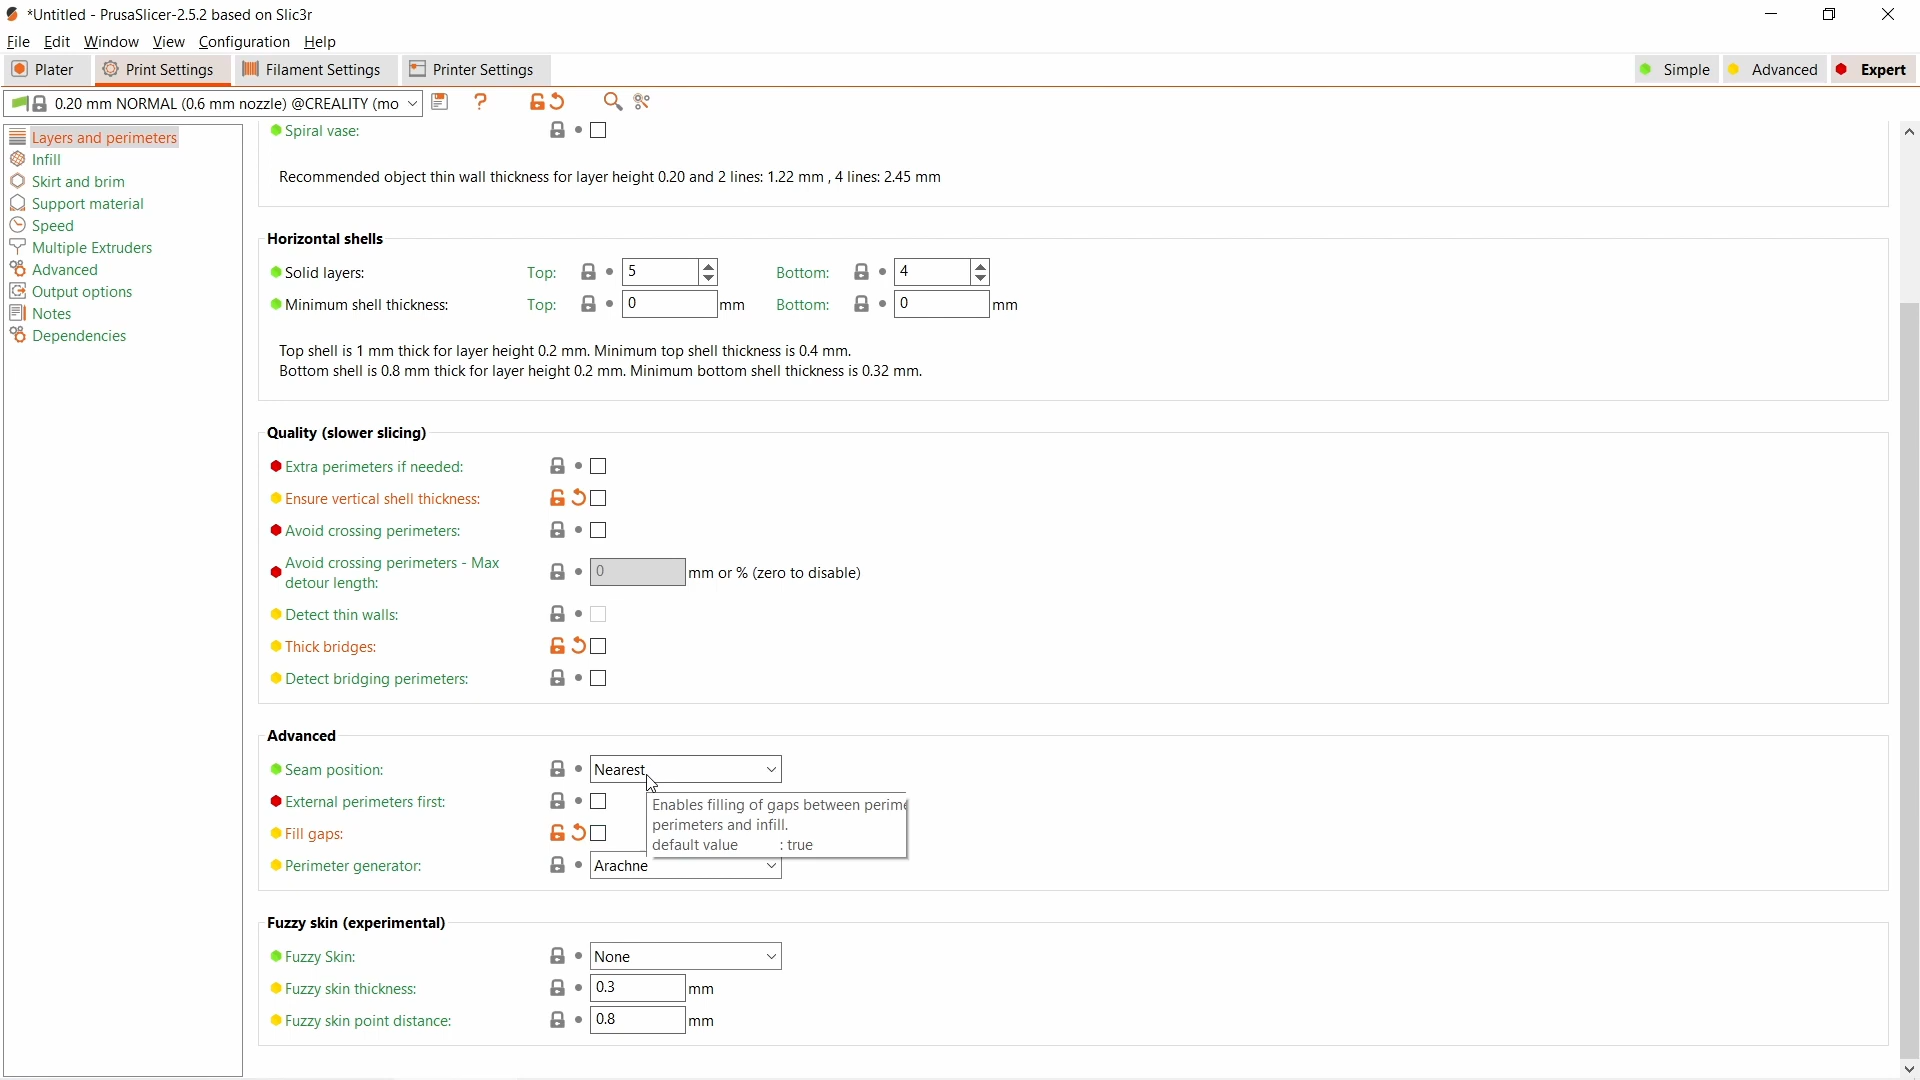 *Untitled - PrusaSlicer-2.5.2 based on Slic3r
File Edit Window View Configuration Help
Plater Print Settings Filament Settings Printer Settings Simple Advanced Expert
0.20 mm NORMAL (0.6 mm nozzle) @CREALITY (mo ?
Layers and perimeters
Infill
Skirt and brim
Support material
Speed
Multiple Extruders
Advanced
Output options
Notes
Dependencies
Spiral vase:
Recommended object thin wall thickness for layer height 0.20 and 2 lines: 1.22 mm , 4 lines: 2.45 mm
Horizontal shells
Solid layers: Top: 5 Bottom: 4
Minimum shell thickness: Top: 0 mm Bottom: 0 mm
Top shell is 1 mm thick for layer height 0.2 mm. Minimum top shell thickness is 0.4 mm.
Bottom shell is 0.8 mm thick for layer height 0.2 mm. Minimum bottom shell thickness is 0.32 mm.
Quality (slower slicing)
Extra perimeters if needed:
Ensure vertical shell thickness:
Avoid crossing perimeters:
Avoid crossing perimeters - Max
detour length: 0 mm or % (zero to disable)
Detect thin walls:
Thick bridges:
Detect bridging perimeters:
Advanced
Seam position: Nearest
External perimeters first:
Fill gaps:
Perimeter generator: Arachne
Enables filling of gaps between
perimeters and infill.
default value : true
Fuzzy skin (experimental)
Fuzzy Skin: None
Fuzzy skin thickness: 0.3 mm
Fuzzy skin point distance: 0.8 mm